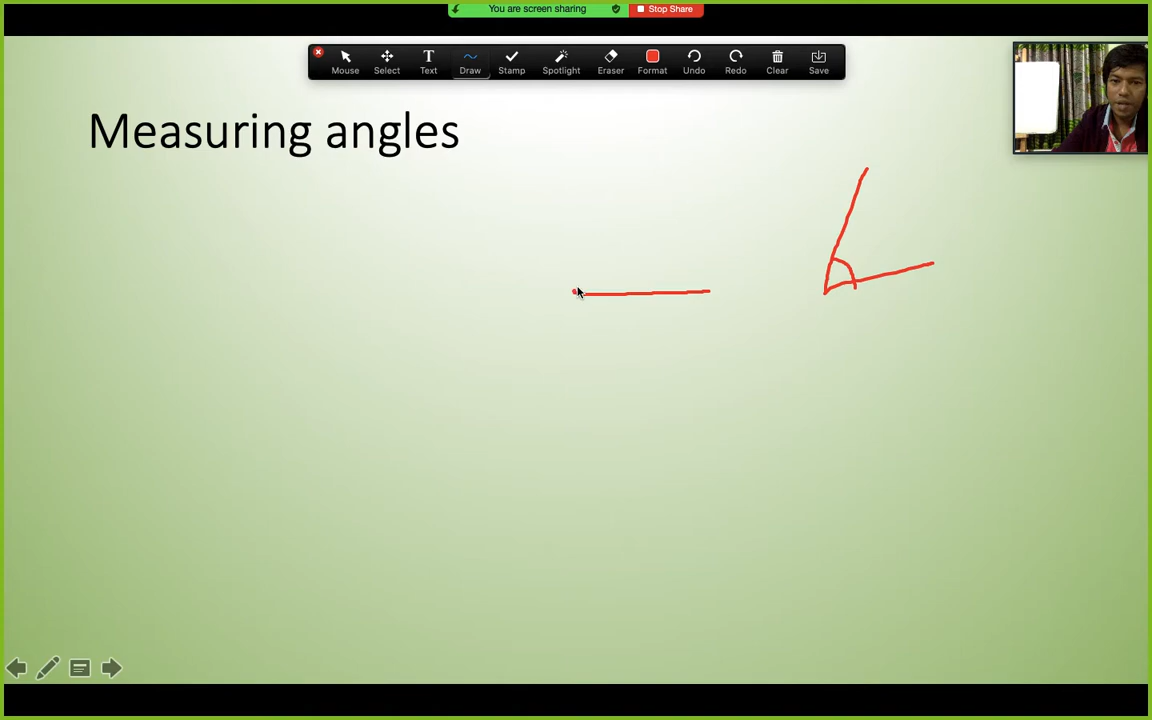 You are screen sharing
Stop Share
Mouse
Select
Text
Draw
Stamp
Spotlight
Eraser
Format
Undo
Redo
Clear
Save
Measuring angles